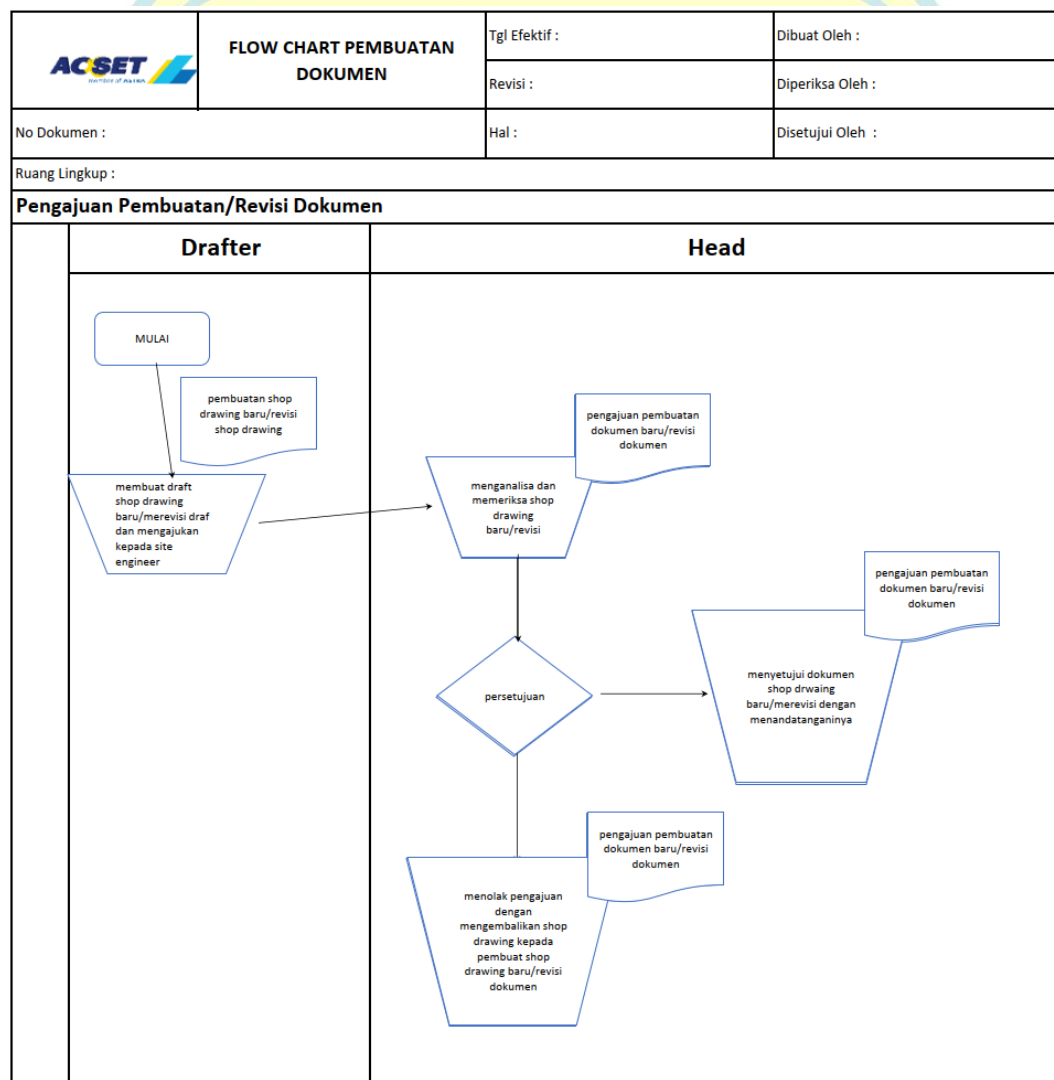 ACSET
member of ASTRA
FLOW CHART PEMBUATAN
DOKUMEN
Tgl Efektif :
Dibuat Oleh :
Revisi :
Diperiksa Oleh :
No Dokumen :
Hal :
Disetujui Oleh :
Ruang Lingkup :
Pengajuan Pembuatan/Revisi Dokumen
Drafter
Head
MULAI
pembuatan shop
drawing baru/revisi
shop drawing
membuat draft
shop drawing
baru/merevisi draf
dan mengajukan
kepada site
engineer
pengajuan pembuatan
dokumen baru/revisi
dokumen
menganalisa dan
memeriksa shop
drawing
baru/revisi
pengajuan pembuatan
dokumen baru/revisi
dokumen
persetujuan
menyetujui dokumen
shop drwaing
baru/merevisi dengan
menandatanganinya
pengajuan pembuatan
dokumen baru/revisi
dokumen
menolak pengajuan
dengan
mengembalikan shop
drawing kepada
pembuat shop
drawing baru/revisi
dokumen